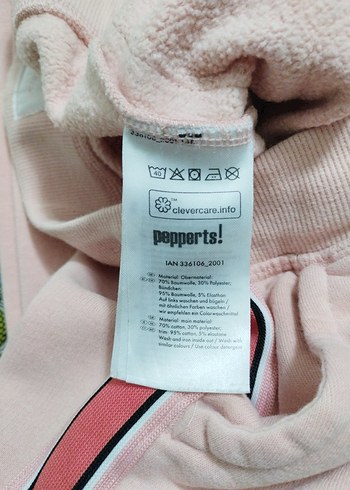 40
clevercare.info
pepperts!
IAN 336106_2001
Material: Obermaterial:
70% Baumwolle, 30% Polyester,
Bündchen:
95% Baumwolle, 5% Elasthan
Auf links waschen und bügeln /
mit ähnlichen Farben waschen /
wir empfehlen ein Colorwaschmittel
Material: main material:
70% cotton, 30% polyester;
trim: 95% cotton, 5% elastane
Wash and iron inside out / Wash with
similar colours / Use colour detergent